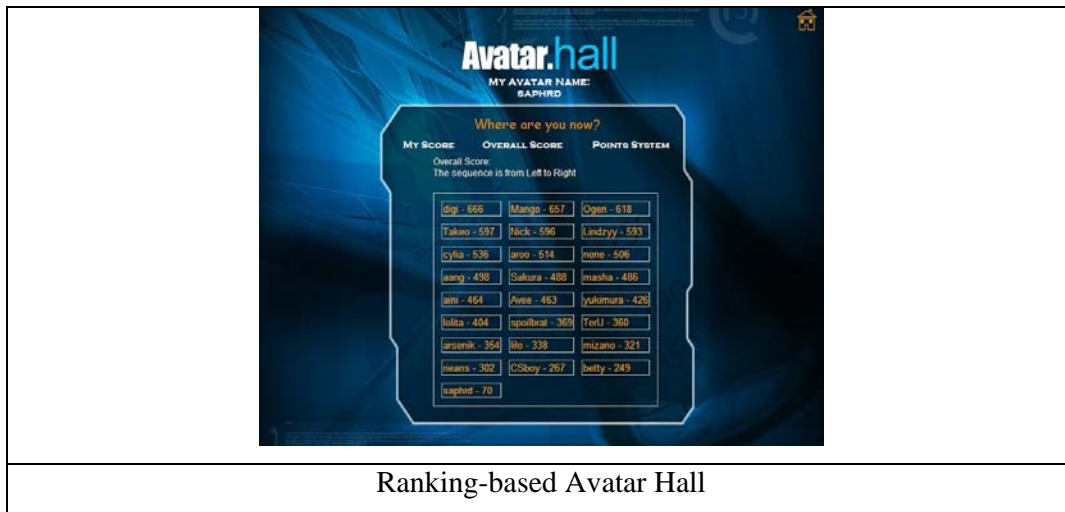 Avatar.hall
MY AVATAR NAME:
SAPHRD
Where are you now?
MY SCORE OVERALL SCORE POINTS SYSTEM
Overall Score:
The sequence is from Left to Right
digi - 666 Mango - 657 Ogen - 618
Takeo - 597 Nick - 596 Lindzyy - 593
cylia - 536 aroo - 514 none - 506
aang - 498 Sakura - 488 masha - 486
aini - 464 Avee - 463 yukimura - 426
lolita - 404 spoilbrat - 369 TerU - 360
arsenik - 354 lilo - 338 mizano - 321
neans - 302 CSboy - 267 betty - 249
saphrd - 70
Ranking-based Avatar Hall